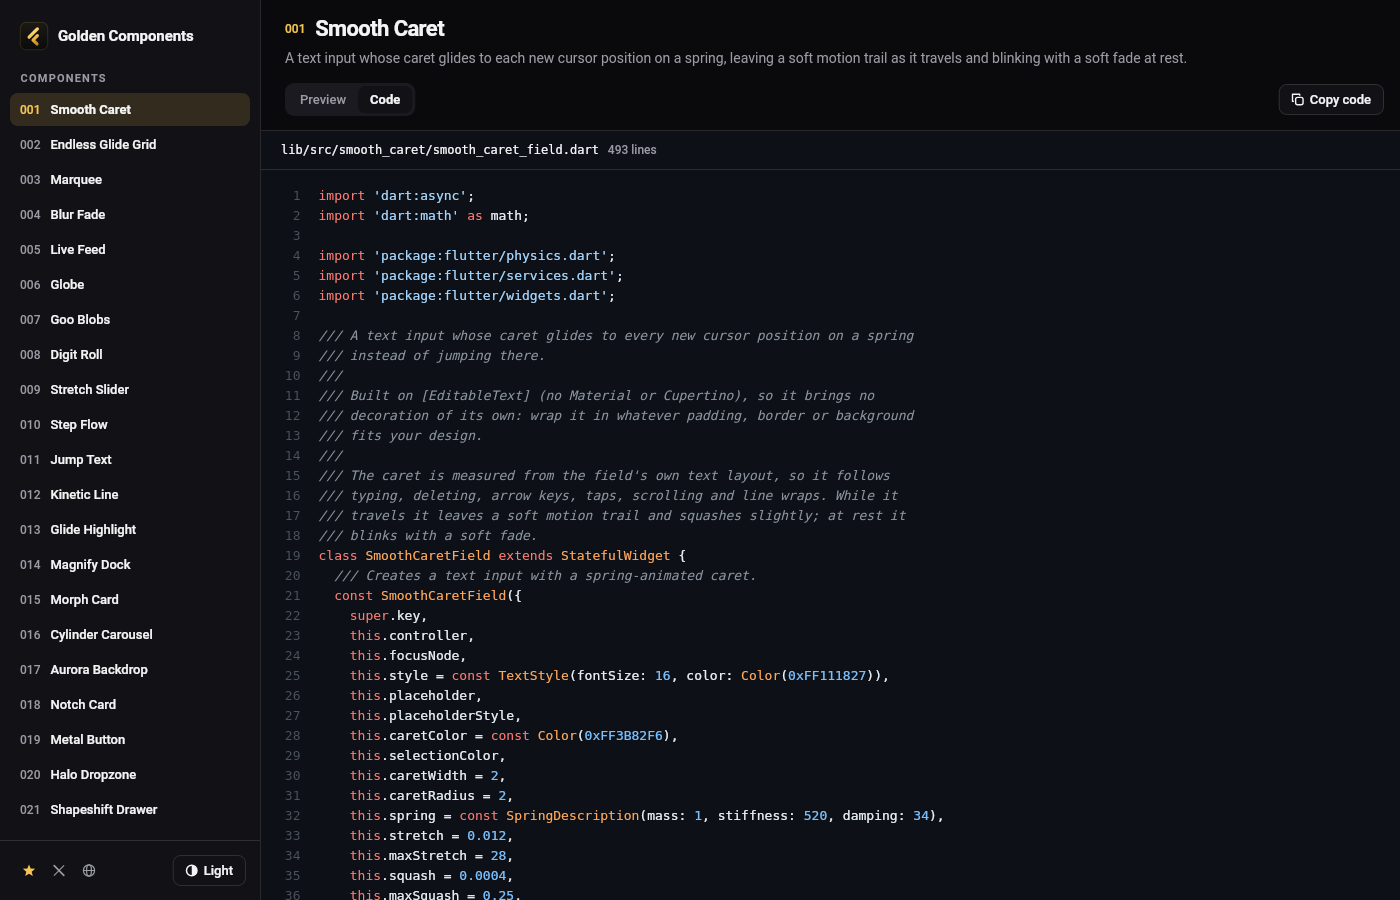 Golden Components
COMPONENTS
001 Smooth Caret
002 Endless Glide Grid
003 Marquee
004 Blur Fade
005 Live Feed
006 Globe
007 Goo Blobs
008 Digit Roll
009 Stretch Slider
010 Step Flow
011 Jump Text
012 Kinetic Line
013 Glide Highlight
014 Magnify Dock
015 Morph Card
016 Cylinder Carousel
017 Aurora Backdrop
018 Notch Card
019 Metal Button
020 Halo Dropzone
021 Shapeshift Drawer
Light
001 Smooth Caret
A text input whose caret glides to each new cursor position on a spring, leaving a soft motion trail as it travels and blinking with a soft fade at rest.
Preview Code
Copy code
lib/src/smooth_caret/smooth_caret_field.dart 493 lines
1 import 'dart:async';
2 import 'dart:math' as math;
3
4 import 'package:flutter/physics.dart';
5 import 'package:flutter/services.dart';
6 import 'package:flutter/widgets.dart';
7
8 /// A text input whose caret glides to every new cursor position on a spring
9 /// instead of jumping there.
10 ///
11 /// Built on [EditableText] (no Material or Cupertino), so it brings no
12 /// decoration of its own: wrap it in whatever padding, border or background
13 /// fits your design.
14 ///
15 /// The caret is measured from the field's own text layout, so it follows
16 /// typing, deleting, arrow keys, taps, scrolling and line wraps. While it
17 /// travels it leaves a soft motion trail and squashes slightly; at rest it
18 /// blinks with a soft fade.
19 class SmoothCaretField extends StatefulWidget {
20 /// Creates a text input with a spring-animated caret.
21 const SmoothCaretField({
22 super.key,
23 this.controller,
24 this.focusNode,
25 this.style = const TextStyle(fontSize: 16, color: Color(0xFF111827)),
26 this.placeholder,
27 this.placeholderStyle,
28 this.caretColor = const Color(0xFF3B82F6),
29 this.selectionColor,
30 this.caretWidth = 2,
31 this.caretRadius = 2,
32 this.spring = const SpringDescription(mass: 1, stiffness: 520, damping: 34),
33 this.stretch = 0.012,
34 this.maxStretch = 28,
35 this.squash = 0.0004,
36 this.maxSquash = 0.25,